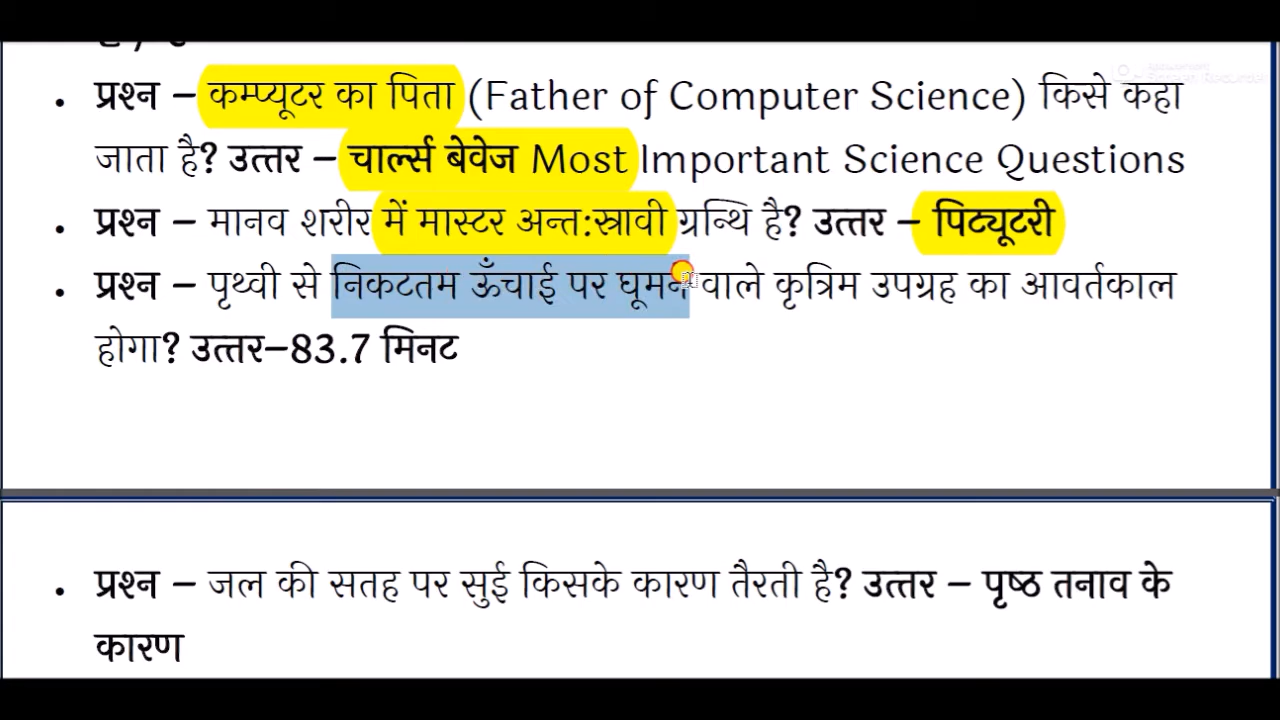 • प्रश्न – कम्प्यूटर का पिता (Father of Computer Science) किसे कहा
जाता है? उत्तर – चार्ल्स बेवेज Most Important Science Questions
• प्रश्न – मानव शरीर में मास्टर अन्त:स्रावी ग्रन्थि है? उत्तर – पिट्यूटरी
• प्रश्न – पृथ्वी से निकटतम ऊँचाई पर घूमने वाले कृत्रिम उपग्रह का आवर्तकाल
होगा? उत्तर–83.7 मिनट
• प्रश्न – जल की सतह पर सुई किसके कारण तैरती है? उत्तर – पृष्ठ तनाव के
कारण